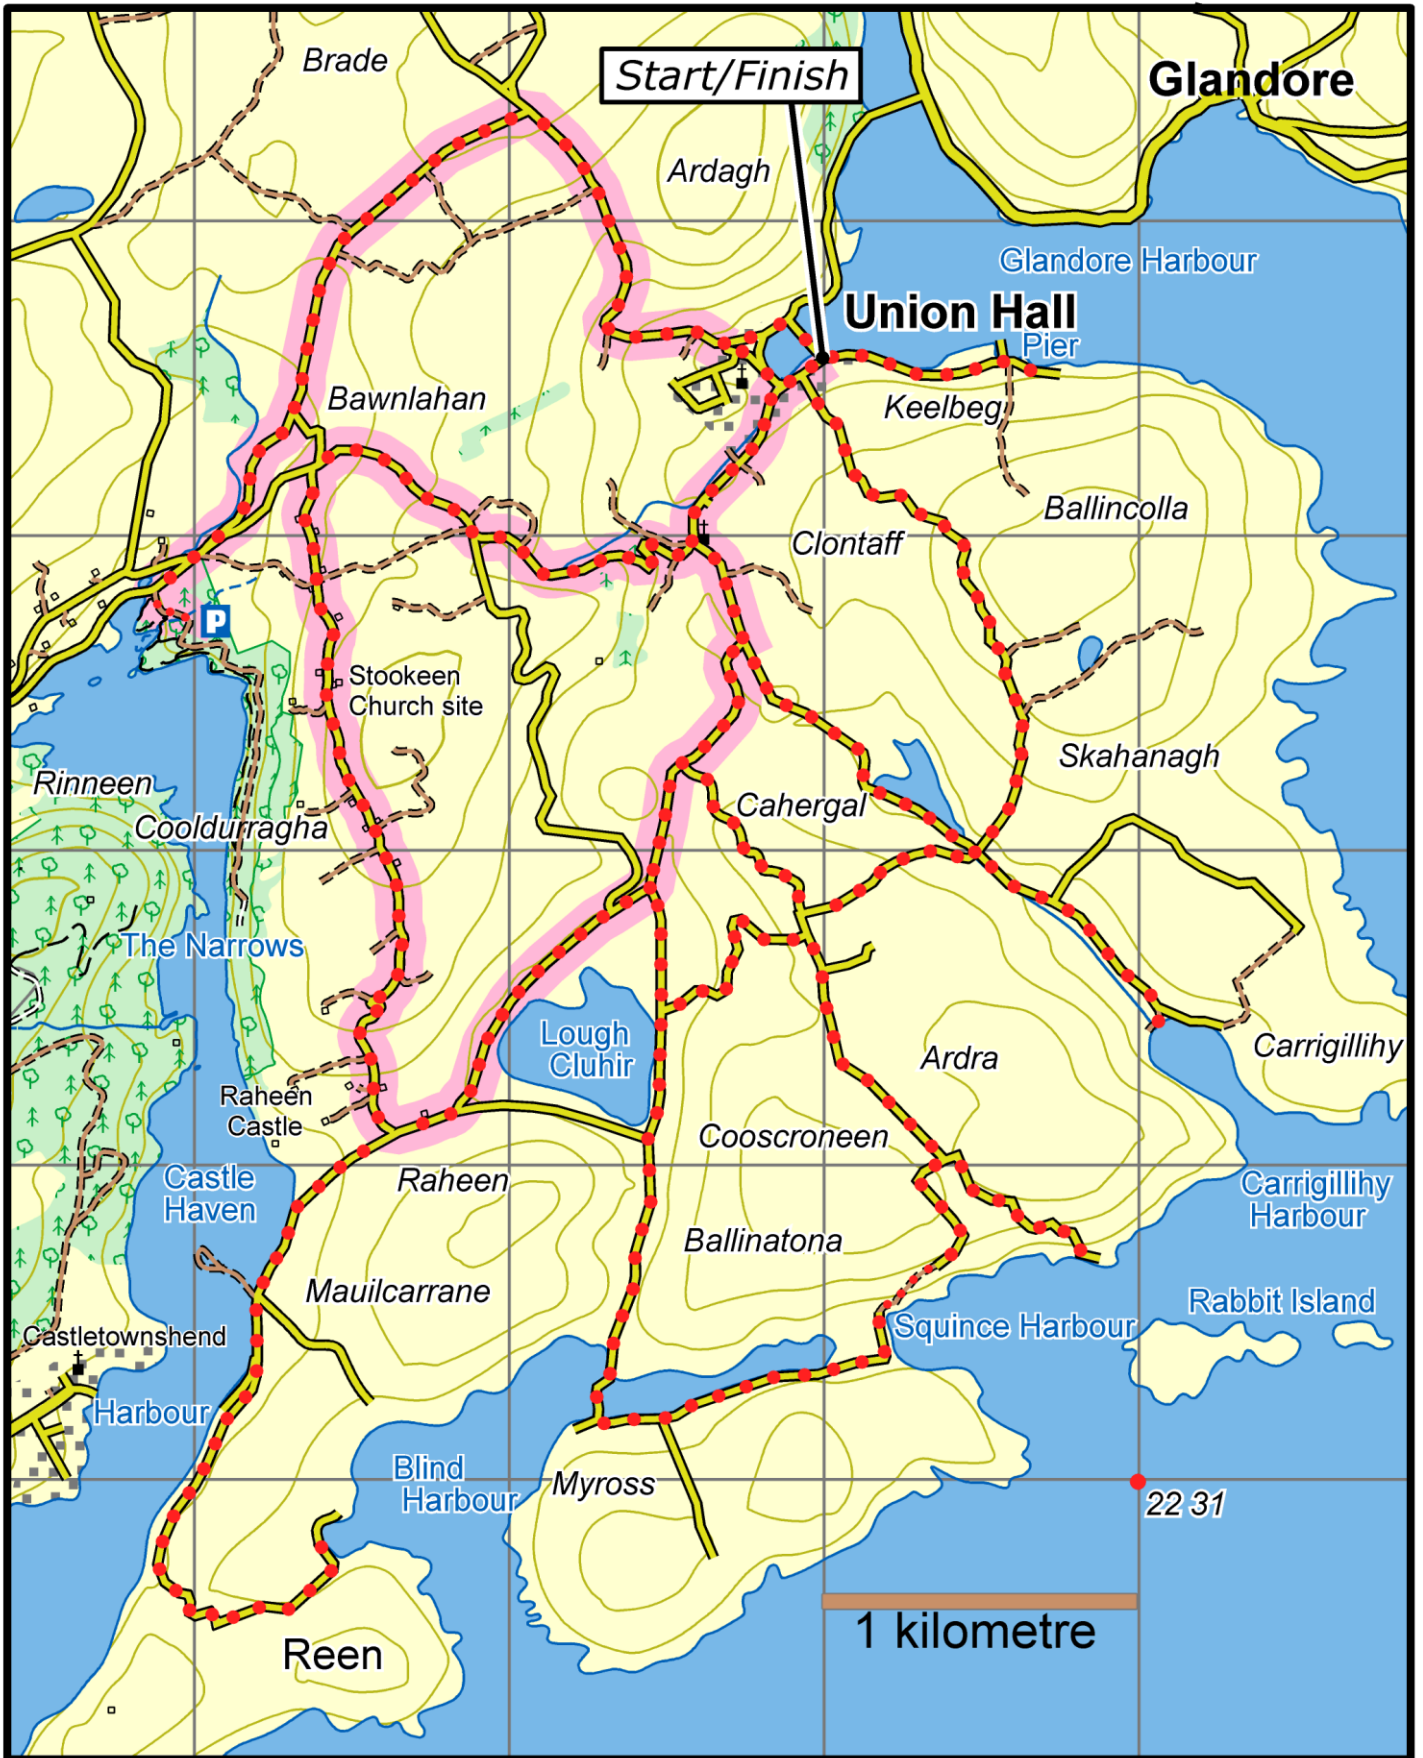 Brade
Start/Finish
Glandore
Ardagh
Glandore Harbour
Union Hall
Pier
Bawnlahan
Keelbeg
Ballincolla
Clontaff
P
Stookeen
Church site
Skahanagh
Rinneen
Cahergal
Cooldurragha
The Narrows
Lough
Cluhir
Ardra
Carrigillihy
Raheen
Castle
Cooscroneen
Castle
Haven
Raheen
Carrigillihy
Harbour
Ballinatona
Mauilcarrane
Rabbit Island
Squince Harbour
Castletownshend
Harbour
Blind
Harbour
Myross
22 31
1 kilometre
Reen